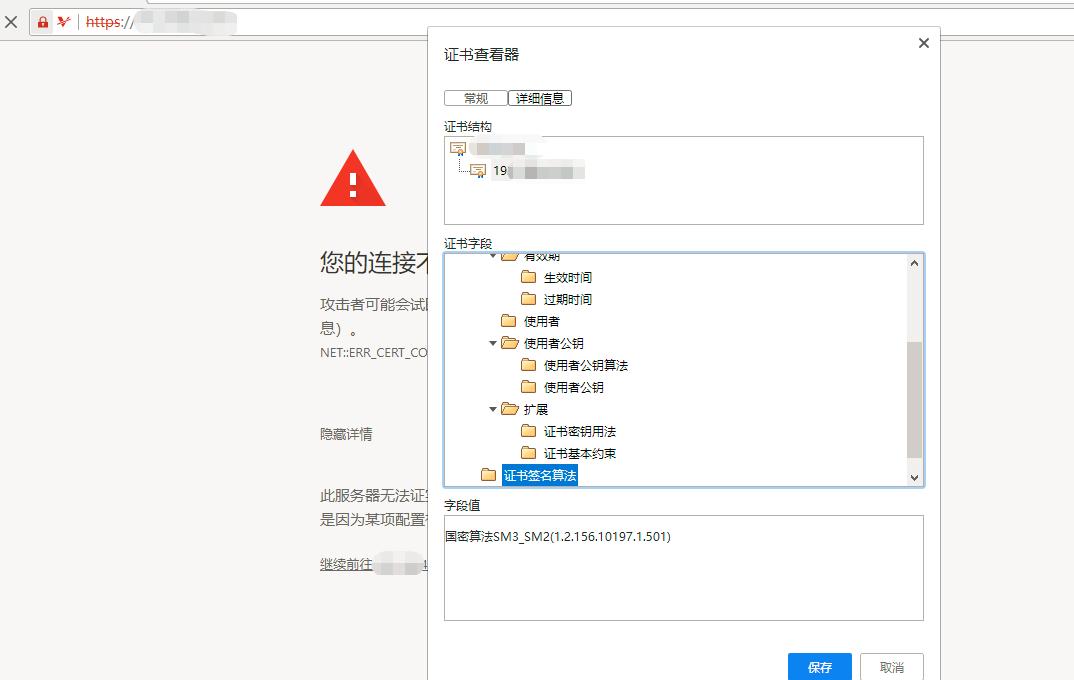 https://
您的连接不
攻击者可能会试
息）。
NET::ERR_CERT_CO
隐藏详情
此服务器无法证
是因为某项配置
继续前往
证书查看器
常规
详细信息
证书结构
19
证书字段
有效期
生效时间
过期时间
使用者
使用者公钥
使用者公钥算法
使用者公钥
扩展
证书密钥用法
证书基本约束
证书签名算法
字段值
国密算法SM3_SM2(1.2.156.10197.1.501)
保存
取消